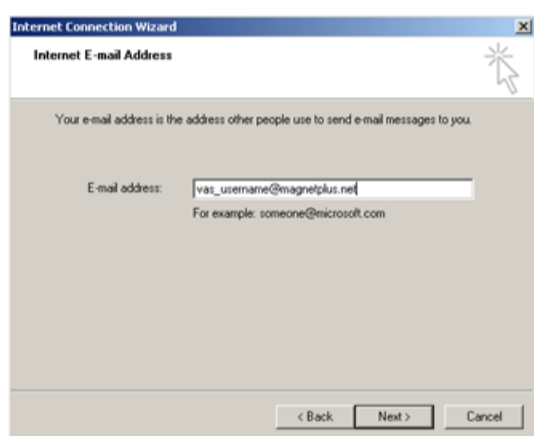 Internet Connection Wizard
Internet E-mail Address
Your e-mail address is the address other people use to send e-mail messages to you.
E-mail address: vas_username@magnetplus.net
For example: someone@microsoft.com
< Back Next > Cancel